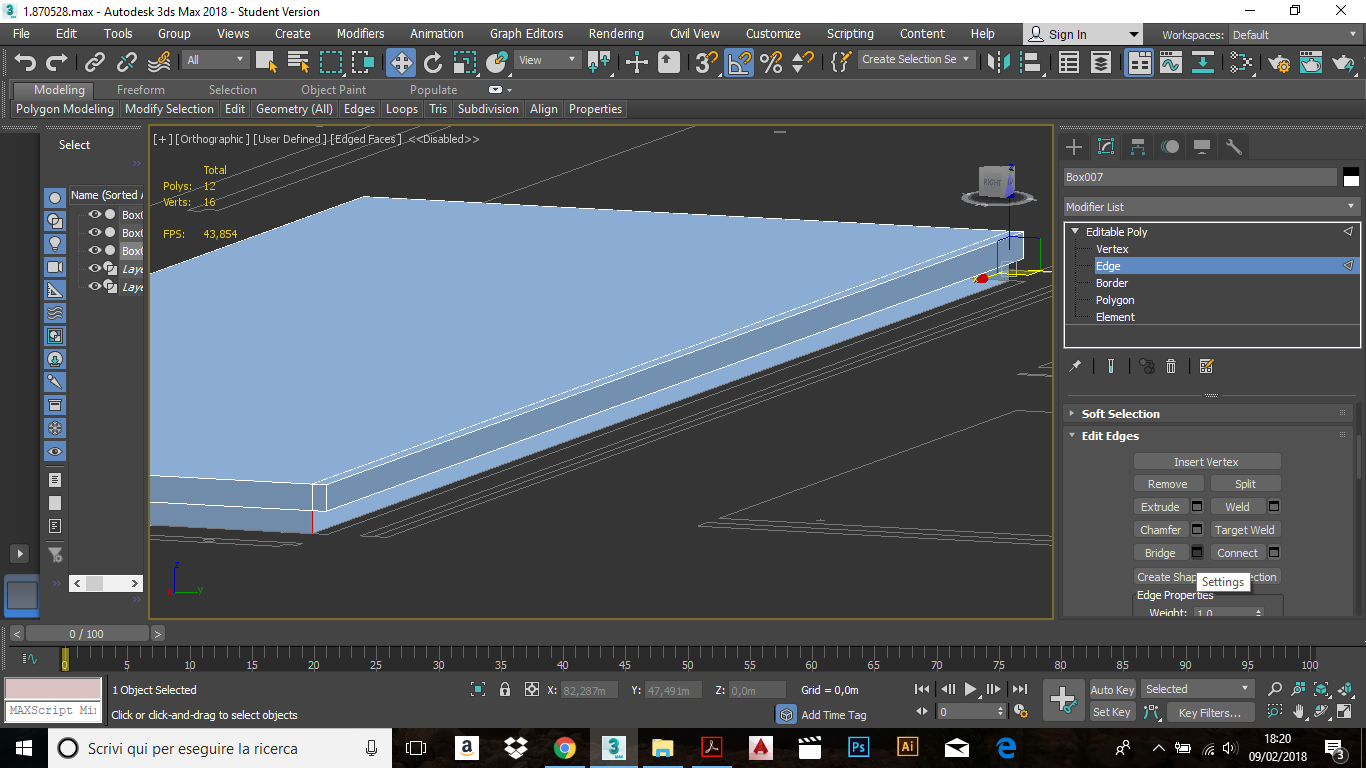 1.870528.max - Autodesk 3ds Max 2018 - Student Version
File Edit Tools Group Views Create Modifiers Animation Graph Editors Rendering Civil View Customize Scripting Content Help Sign In Workspaces: Default
All View Create Selection Se
Modeling Freeform Selection Object Paint Populate
Polygon Modeling Modify Selection Edit Geometry (All) Edges Loops Tris Subdivision Align Properties
Select
[+] [Orthographic] [User Defined] [Edged Faces] <<Disabled>>
Total
Polys: 12
Verts: 16
FPS: 43,854
Name (Sorted A
Box0
Box0
Box0
Laye
Laye
RIGHT
z
y
Box007
Modifier List
Editable Poly
Vertex
Edge
Border
Polygon
Element
Soft Selection
Edit Edges
Insert Vertex
Remove Split
Extrude Weld
Chamfer Target Weld
Bridge Connect
Create Shap ection
Settings
Edge Properties
Weight: 1,0
< 0 / 100 >
0 5 10 15 20 25 30 35 40 45 50 55 60 65 70 75 80 85 90 95 100
1 Object Selected X: 82,287m Y: 47,491m Z: 0,0m Grid = 0,0m Auto Key Selected
MAXScript Mi
Click or click-and-drag to select objects Add Time Tag 0 Set Key Key Filters...
Scrivi qui per eseguire la ricerca
a 3 MAX Ps Ai
18:20
09/02/2018
3